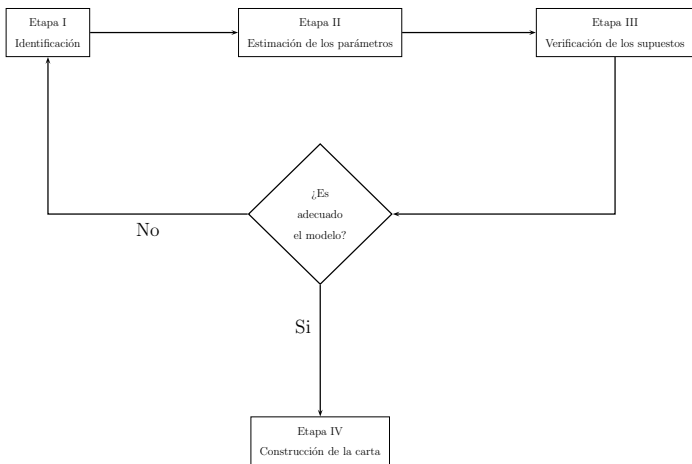 Etapa I
Identificación
Etapa II
Estimación de los parámetros
Etapa III
Verificación de los supuestos
¿Es
adecuado
el modelo?
No
Si
Etapa IV
Construcción de la carta